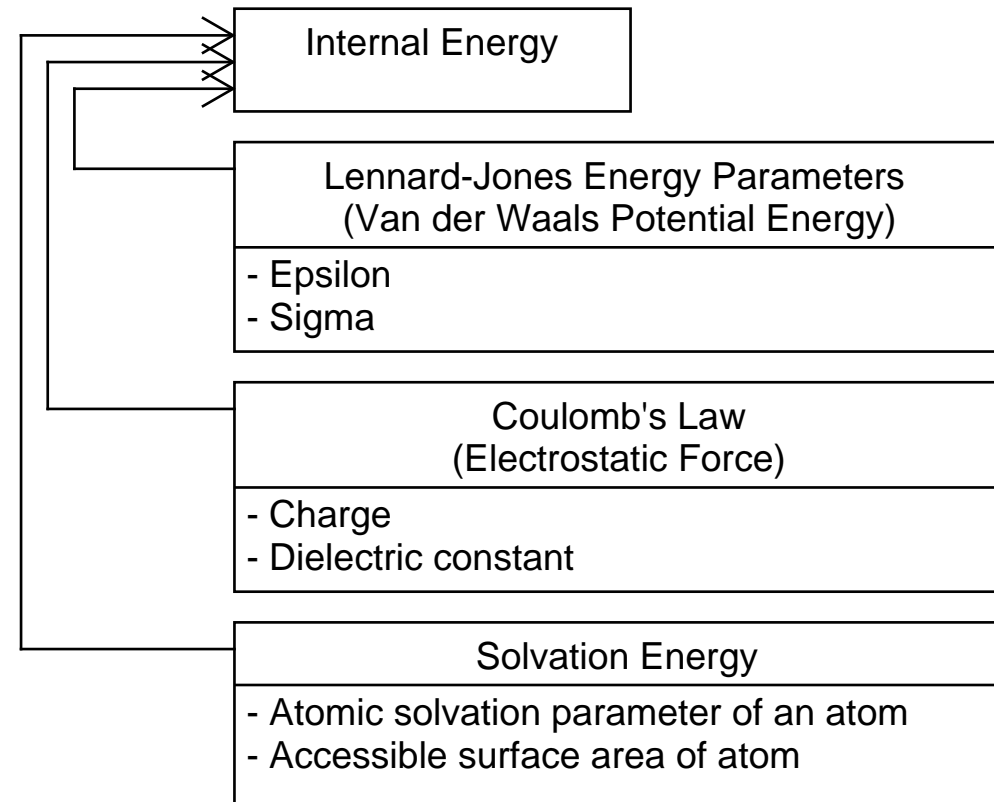 Internal Energy
Lennard-Jones Energy Parameters
(Van der Waals Potential Energy)
- Epsilon
- Sigma
Coulomb's Law
(Electrostatic Force)
- Charge
- Dielectric constant
Solvation Energy
- Atomic solvation parameter of an atom
- Accessible surface area of atom